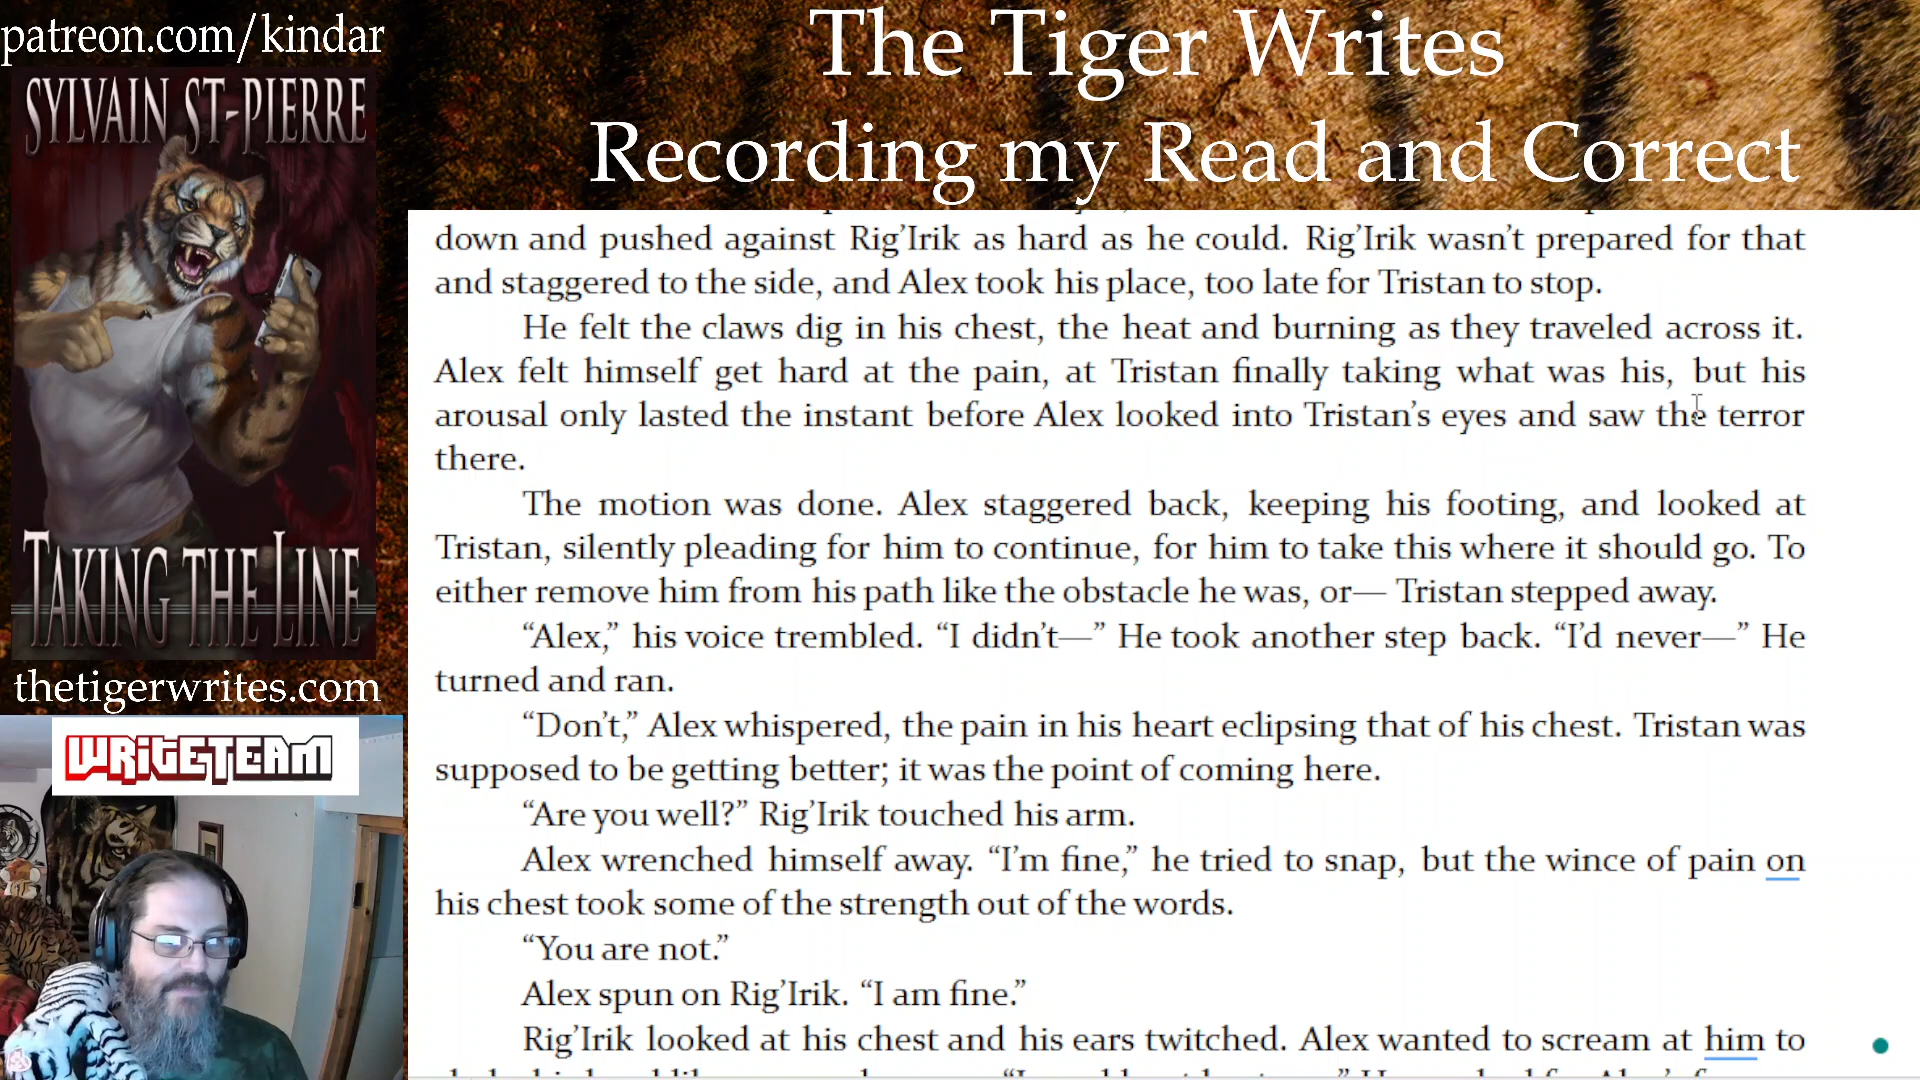 patreon.com/kindar
SYLVAIN ST-PIERRE
TAKING THE LINE
thetigerwrites.com
WRITETEAM
The Tiger Writes
Recording my Read and Correct
down and pushed against Rig’Irik as hard as he could. Rig’Irik wasn’t prepared for that
and staggered to the side, and Alex took his place, too late for Tristan to stop.
He felt the claws dig in his chest, the heat and burning as they traveled across it.
Alex felt himself get hard at the pain, at Tristan finally taking what was his, but his
arousal only lasted the instant before Alex looked into Tristan’s eyes and saw the terror
there.
The motion was done. Alex staggered back, keeping his footing, and looked at
Tristan, silently pleading for him to continue, for him to take this where it should go. To
either remove him from his path like the obstacle he was, or— Tristan stepped away.
“Alex,” his voice trembled. “I didn’t—” He took another step back. “I’d never—” He
turned and ran.
“Don’t,” Alex whispered, the pain in his heart eclipsing that of his chest. Tristan was
supposed to be getting better; it was the point of coming here.
“Are you well?” Rig’Irik touched his arm.
Alex wrenched himself away. “I’m fine,” he tried to snap, but the wince of pain on
his chest took some of the strength out of the words.
“You are not.”
Alex spun on Rig’Irik. “I am fine.”
Rig’Irik looked at his chest and his ears twitched. Alex wanted to scream at him to